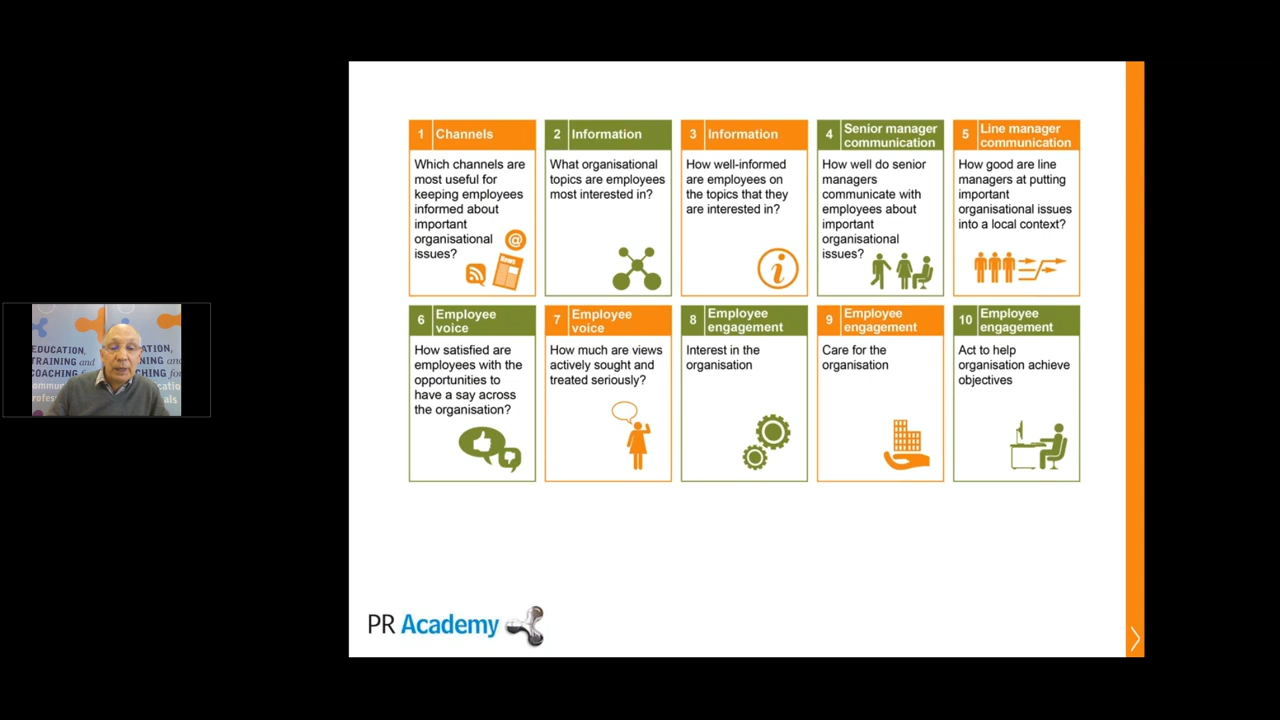 1 Channels
Which channels are
most useful for
keeping employees
informed about
important
organisational
issues?
@
News
2 Information
What organisational
topics are employees
most interested in?
3 Information
How well-informed
are employees on
the topics that they
are interested in?
i
4 Senior manager
communication
How well do senior
managers
communicate with
employees about
important
organisational
issues?
5 Line manager
communication
How good are line
managers at putting
important
organisational issues
into a local context?
6 Employee
voice
How satisfied are
employees with the
opportunities to
have a say across
the organisation?
7 Employee
voice
How much are views
actively sought and
treated seriously?
8 Employee
engagement
Interest in the
organisation
9 Employee
engagement
Care for the
organisation
10 Employee
engagement
Act to help
organisation achieve
objectives
PR Academy
EDUCATION,
TRAINING and
COACHING for